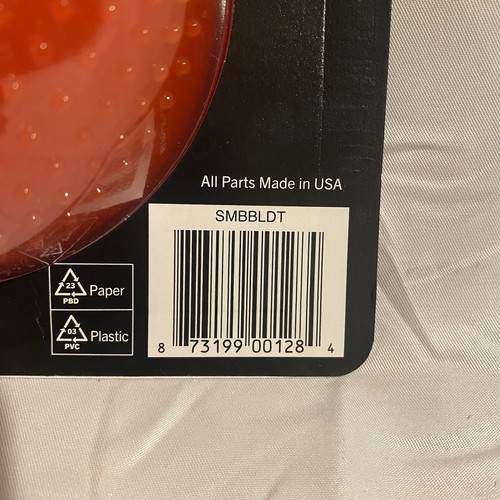 All Parts Made in USA
SMBBLDT
23
PBD
Paper
03
PVC
Plastic
8 73199 00128 4